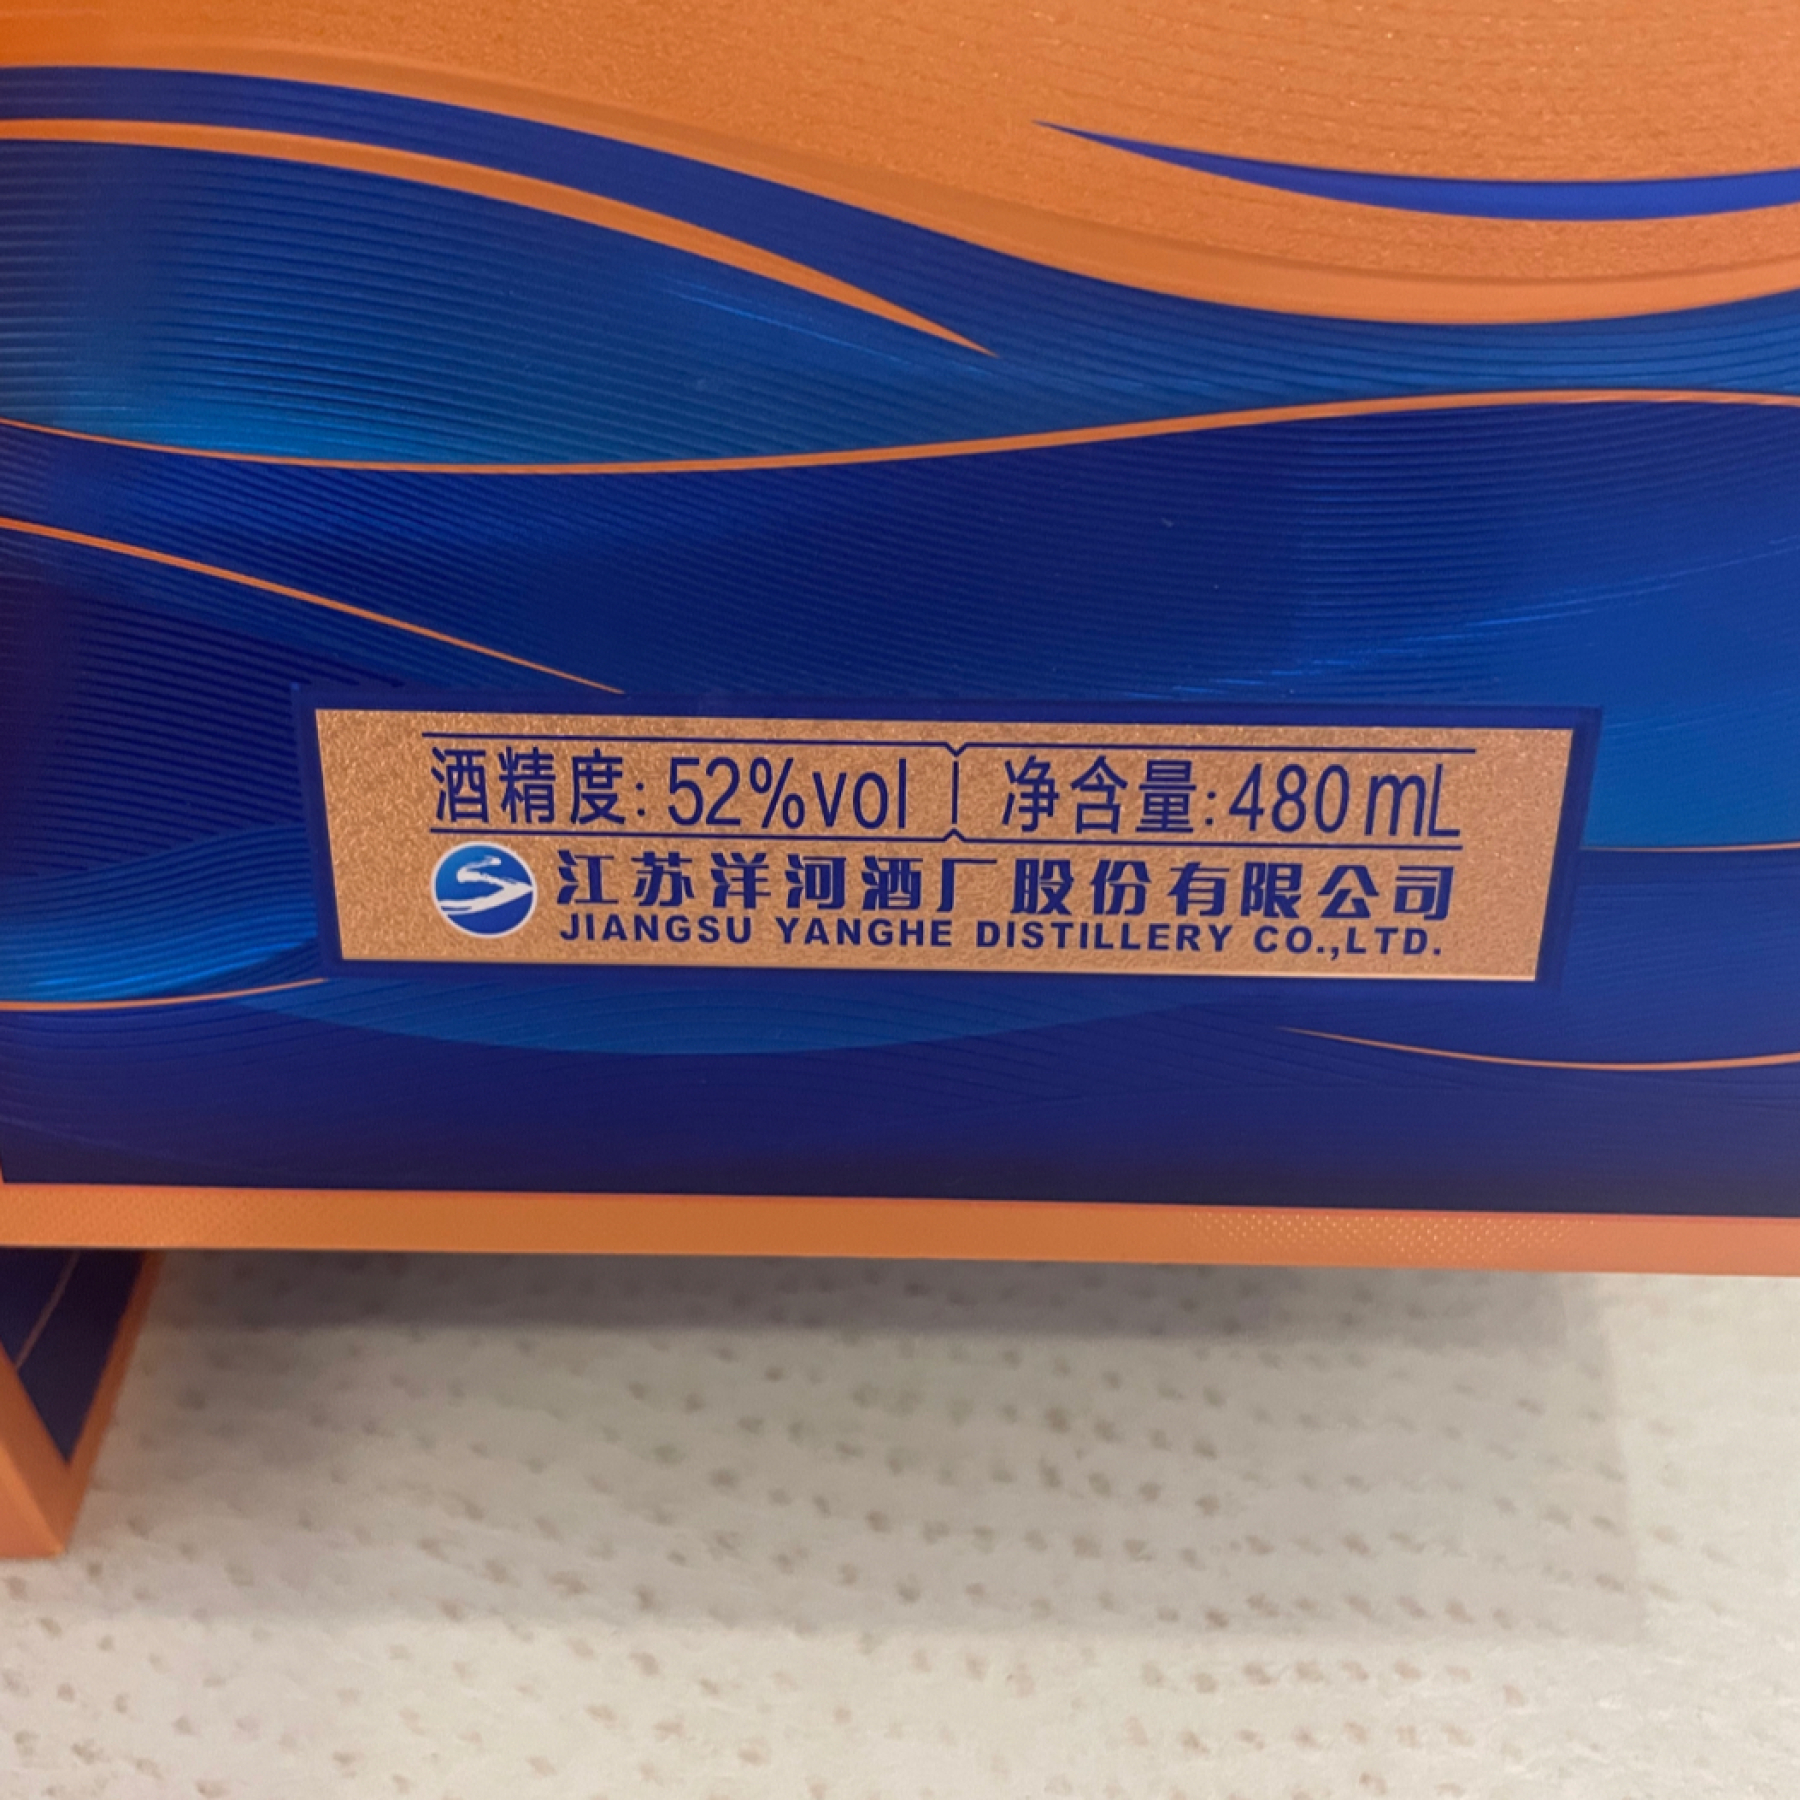 酒精度: 52%vol | 净含量: 480mL
江苏洋河酒厂股份有限公司
JIANGSU YANGHE DISTILLERY CO.,LTD.